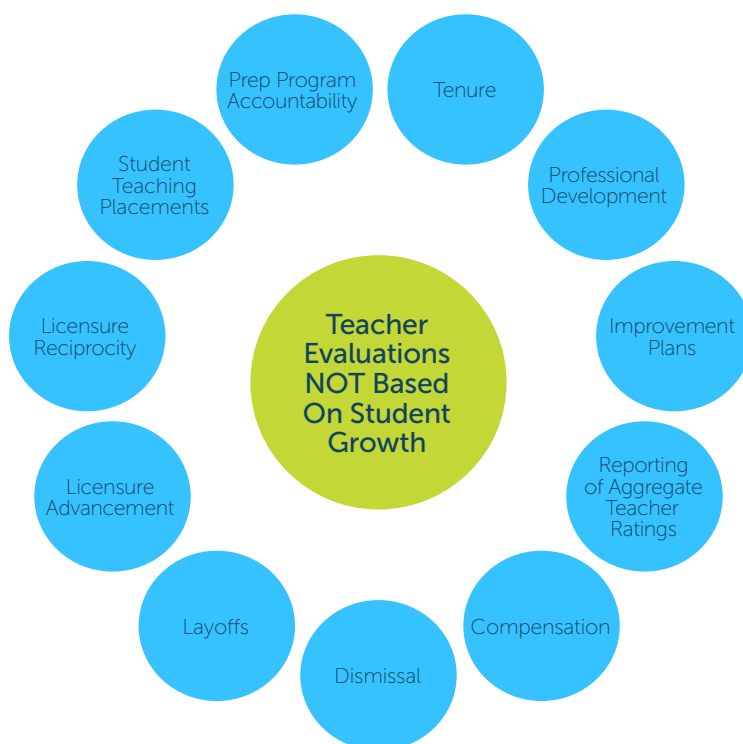 Prep Program
Accountability
Tenure
Student
Teaching
Placements
Professional
Development
Licensure
Reciprocity
Teacher
Evaluations
NOT Based
On Student
Growth
Improvement
Plans
Licensure
Advancement
Reporting
of Aggregate
Teacher
Ratings
Layoffs
Compensation
Dismissal